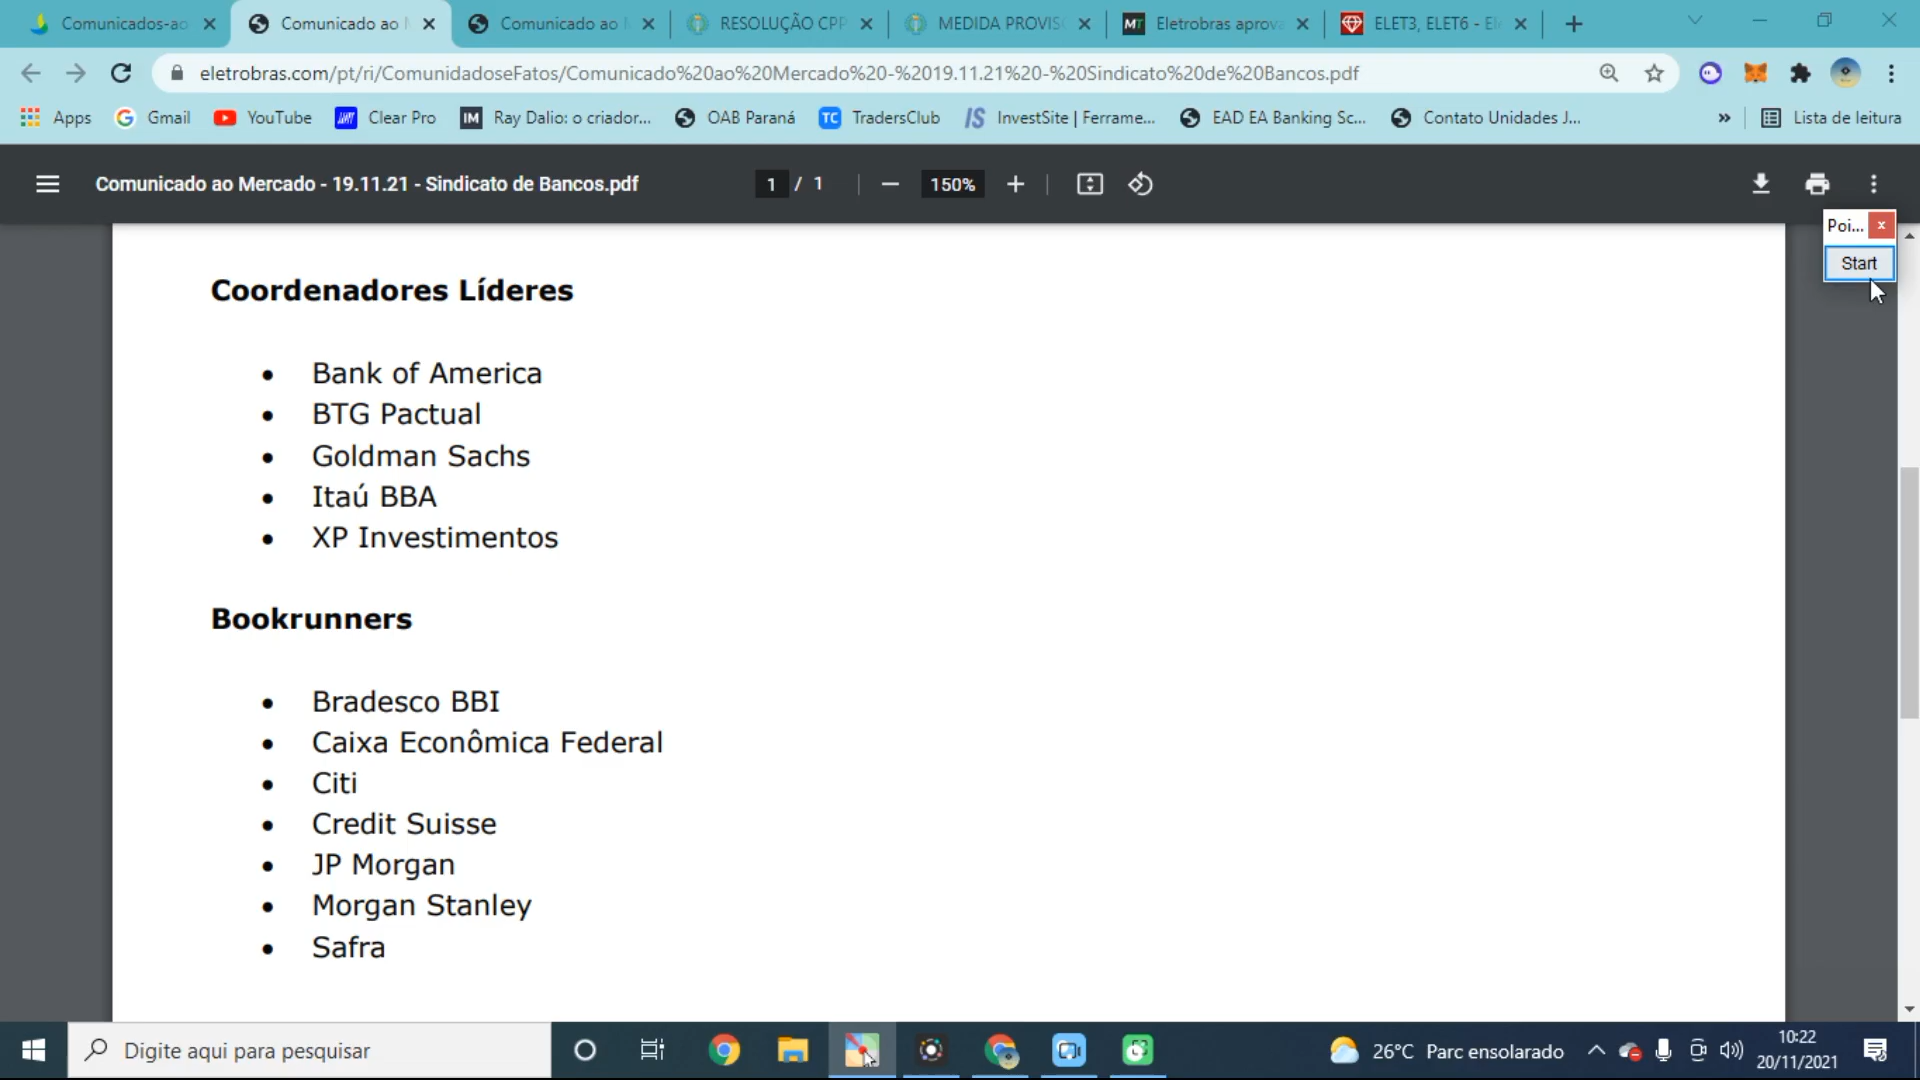 Comunicados-ao
Comunicado ao
Comunicado ao
RESOLUÇÃO CPP
MEDIDA PROVIS
Eletrobras aprova
ELET3, ELET6 - El
eletrobras.com/pt/ri/ComunidadoseFatos/Comunicado%20ao%20Mercado%20-%2019.11.21%20-%20Sindicato%20de%20Bancos.pdf
Apps
Gmail
YouTube
Clear Pro
IM Ray Dalio: o criador...
OAB Paraná
TC TradersClub
IS InvestSite | Ferrame...
EAD EA Banking Sc...
Contato Unidades J...
»
Lista de leitura
Comunicado ao Mercado - 19.11.21 - Sindicato de Bancos.pdf
1 / 1
150%
Poi... x
Start
Coordenadores Líderes
• Bank of America
• BTG Pactual
• Goldman Sachs
• Itaú BBA
• XP Investimentos
Bookrunners
• Bradesco BBI
• Caixa Econômica Federal
• Citi
• Credit Suisse
• JP Morgan
• Morgan Stanley
• Safra
Digite aqui para pesquisar
26°C Parc ensolarado
10:22
20/11/2021